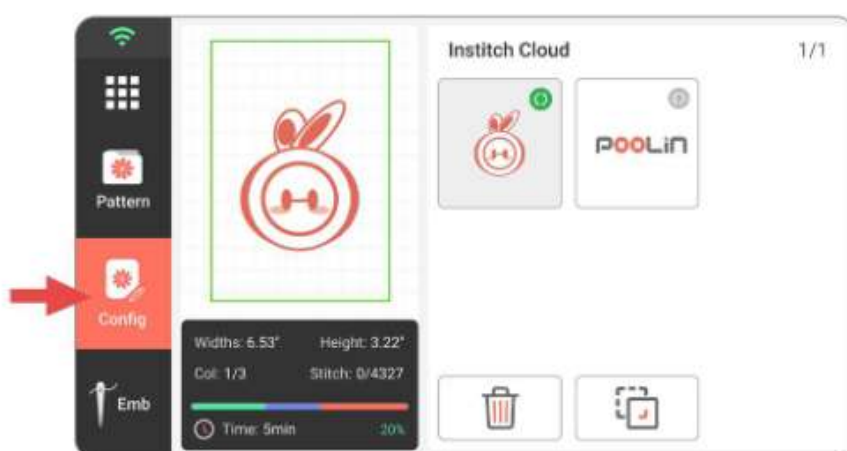 Pattern
Config
Emb
Widths: 6.53" Height: 3.22"
Col: 1/3 Stitch: 0/4327
Time: 5min 20%
Institch Cloud 1/1
POOLIN